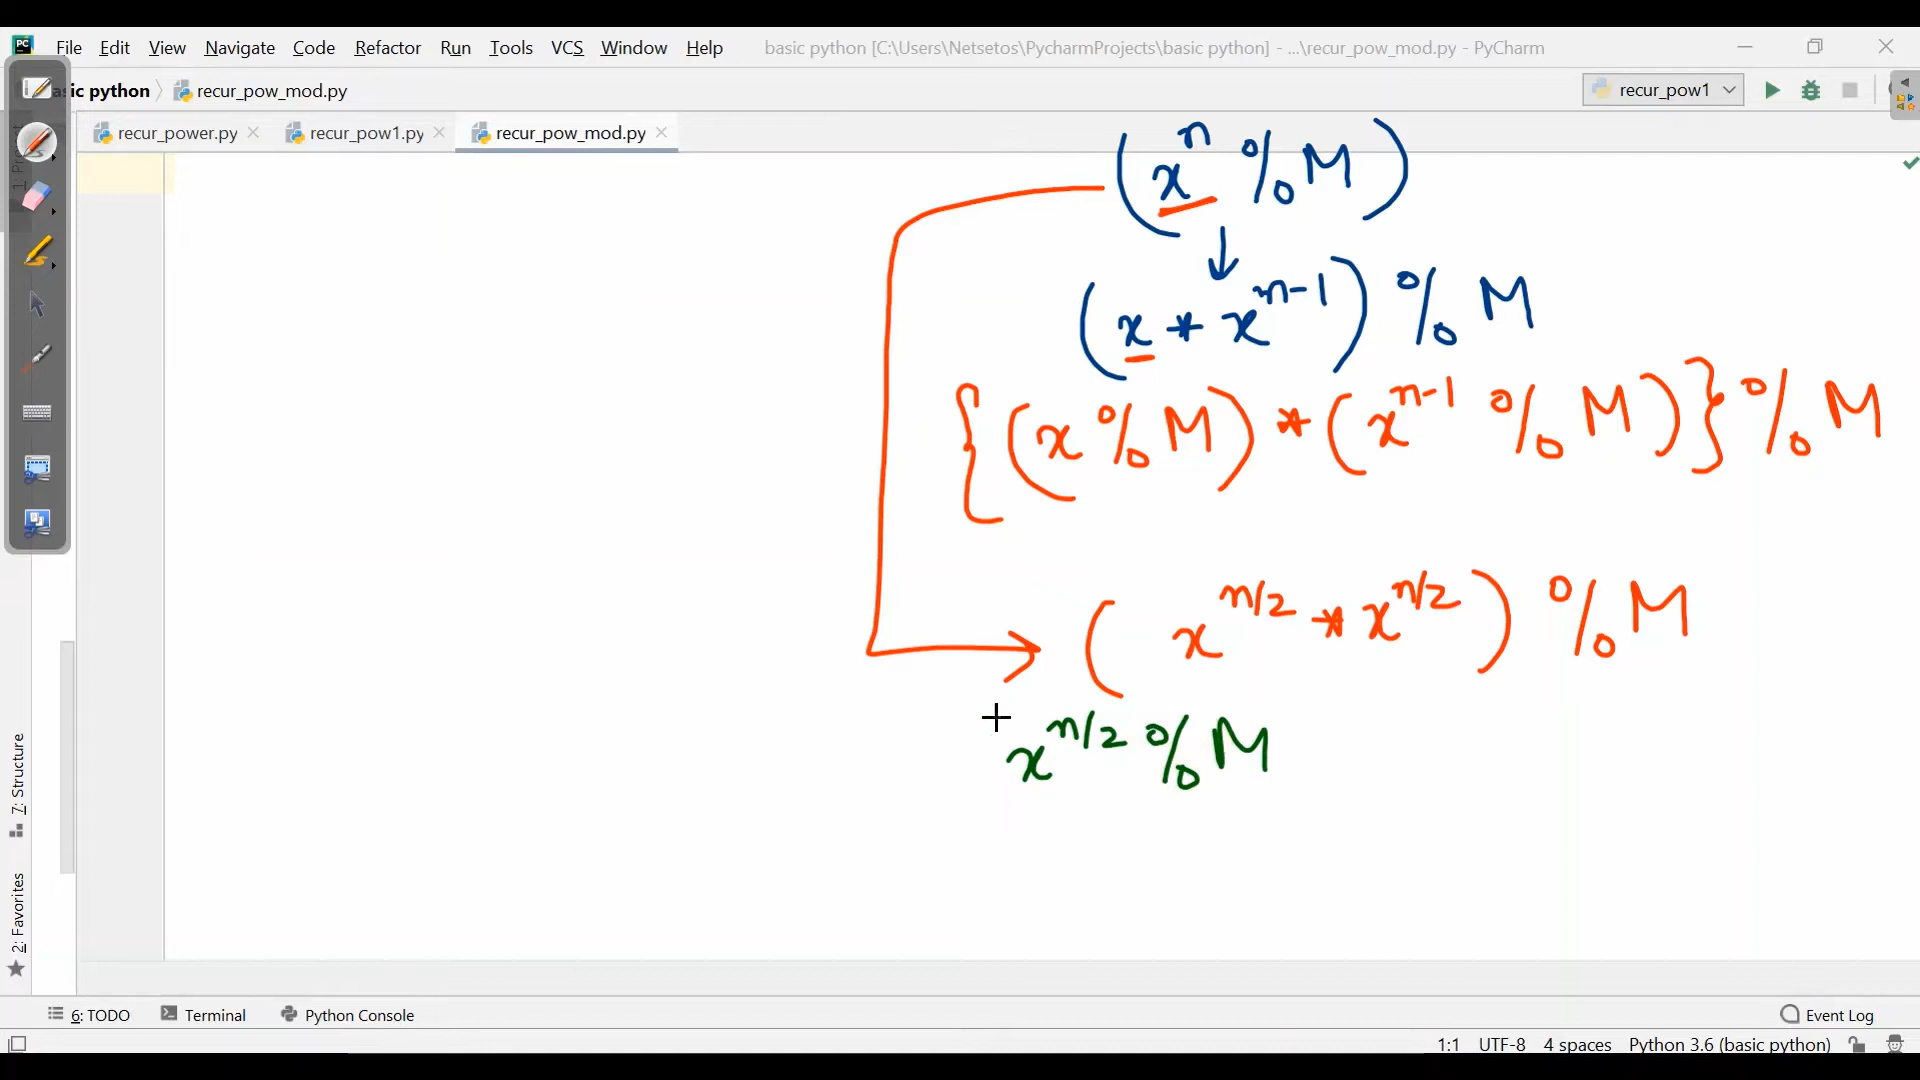 PC File Edit View Navigate Code Refactor Run Tools VCS Window Help basic python [C:\Users\Netsetos\PycharmProjects\basic python] - ...\recur_pow_mod.py - PyCharm
asic python recur_pow_mod.py recur_pow1
recur_power.py recur_pow1.py recur_pow_mod.py
(x^n % M)
(x * x^{n-1}) % M
{(x % M) * (x^{n-1} % M)} % M
(x^{n/2} * x^{n/2}) % M
x^{n/2} % M
7: Structure
2: Favorites
6: TODO Terminal Python Console Event Log
1:1 UTF-8 4 spaces Python 3.6 (basic python)